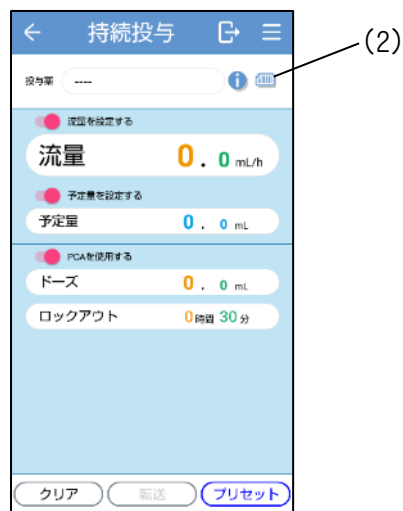 持続投与
(2)
投与薬 ----
流量を設定する
流量 0. 0 mL/h
予定量を設定する
予定量 0. 0 mL
PCAを使用する
ドーズ 0. 0 mL
ロックアウト 0時間 30分
クリア 転送 プリセット